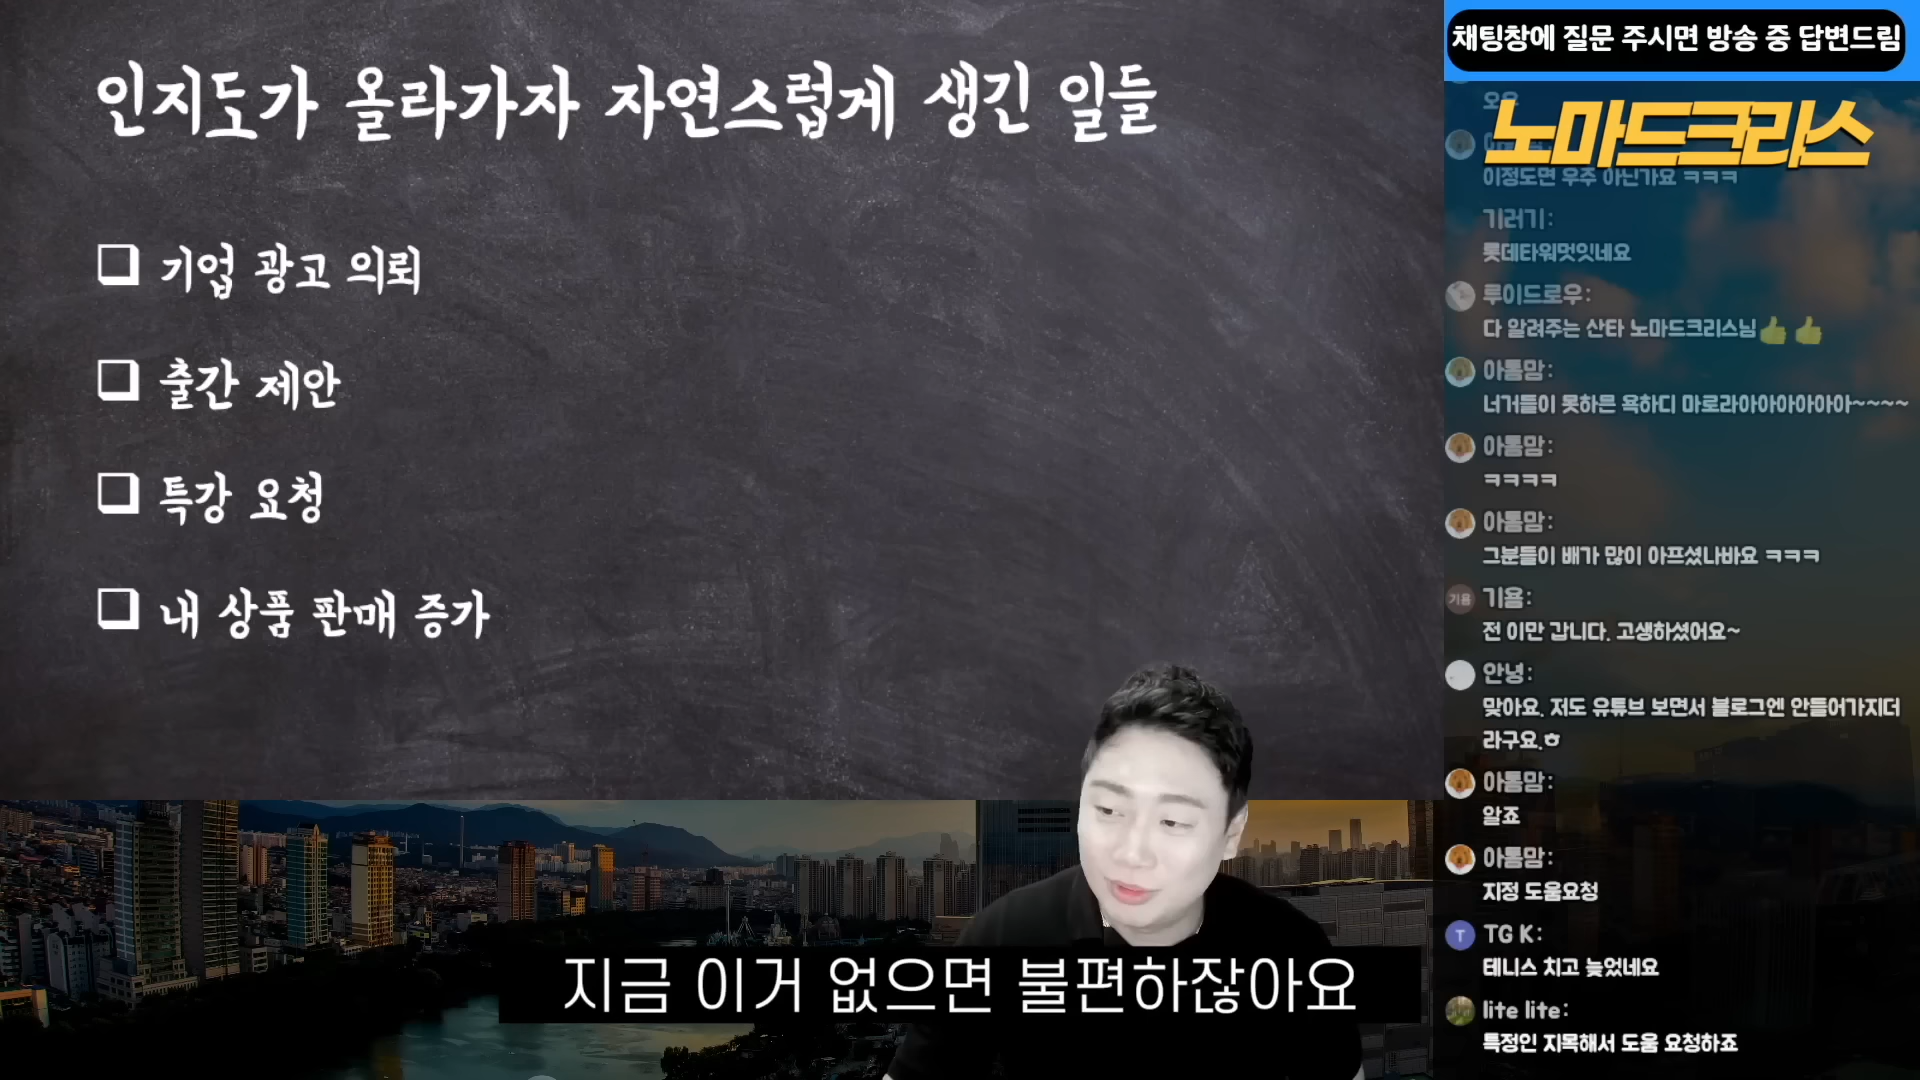 인지도가 올라가자 자연스럽게 생긴 일들
기업 광고 의뢰
출간 제안
특강 요청
내 상품 판매 증가
지금 이거 없으면 불편하잖아요
채팅창에 질문 주시면 방송 중 답변드림
노마드크리스
이정도면 우주 아닌가요 ㅋㅋㅋ
기러기:
롯데타워멋잇네요
루이드로우:
다 알려주는 산타 노마드크리스님👍👍
아톰맘:
너거들이 못하믄 욕하디 마로라아아아아아아~~~~
아톰맘:
ㅋㅋㅋㅋ
아톰맘:
그분들이 배가 많이 아프셨나바요 ㅋㅋㅋ
기욤
기욤:
전 이만 갑니다. 고생하셨어요~
안녕:
맞아요. 저도 유튜브 보면서 블로그엔 안들어가지더
라구요.ㅎ
아톰맘:
알죠
아톰맘:
지정 도움요청
T
TG K:
테니스 치고 늦었네요
lite lite:
특정인 지목해서 도움 요청하죠